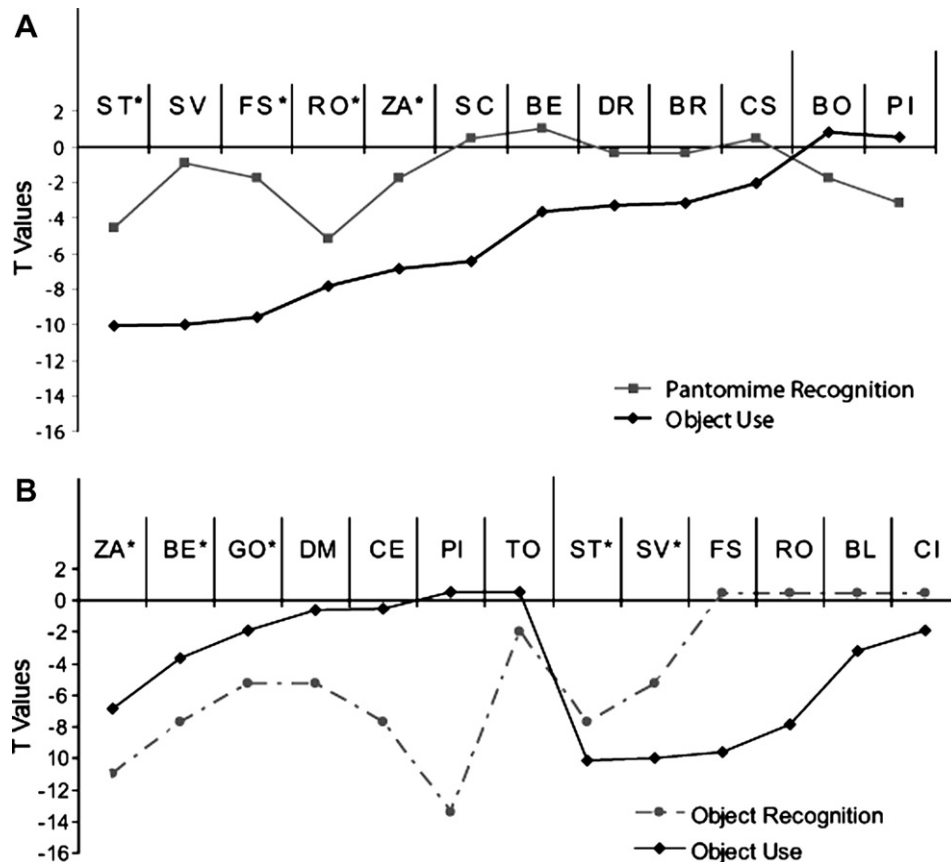 A
ST* SV FS* RO* ZA* SC BE DR BR CS BO PI
2
0
-2
-4
-6
-8
-10
-12
-14
-16
T Values
Pantomime Recognition
Object Use
B
ZA* BE* GO* DM CE PI TO ST* SV* FS RO BL CI
2
0
-2
-4
-6
-8
-10
-12
-14
-16
T Values
Object Recognition
Object Use